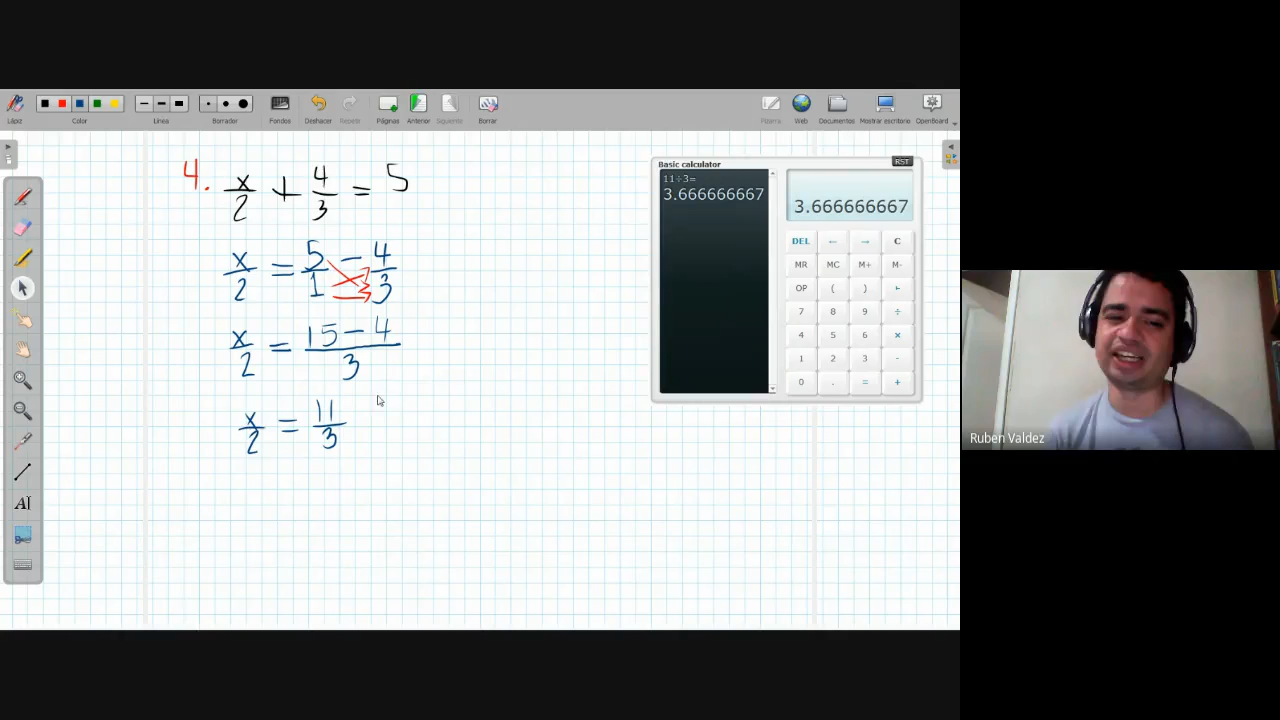 Lápiz Color Línea Borrador Fondos Deshacer Repetir Páginas Anterior Siguiente Borrar Pizarra Web Documentos Mostrar escritorio OpenBoard
4. x/2 + 4/3 = 5
x/2 = 5/1 - 4/3
x/2 = 15 - 4/3
x/2 = 11/3
Basic calculator RST
11÷3=
3.666666667
3.666666667
DEL ← → C
MR MC M+ M-
OP ( )
7 8 9 ÷
4 5 6 ×
1 2 3 -
0 . = +
AI
Ruben Valdez